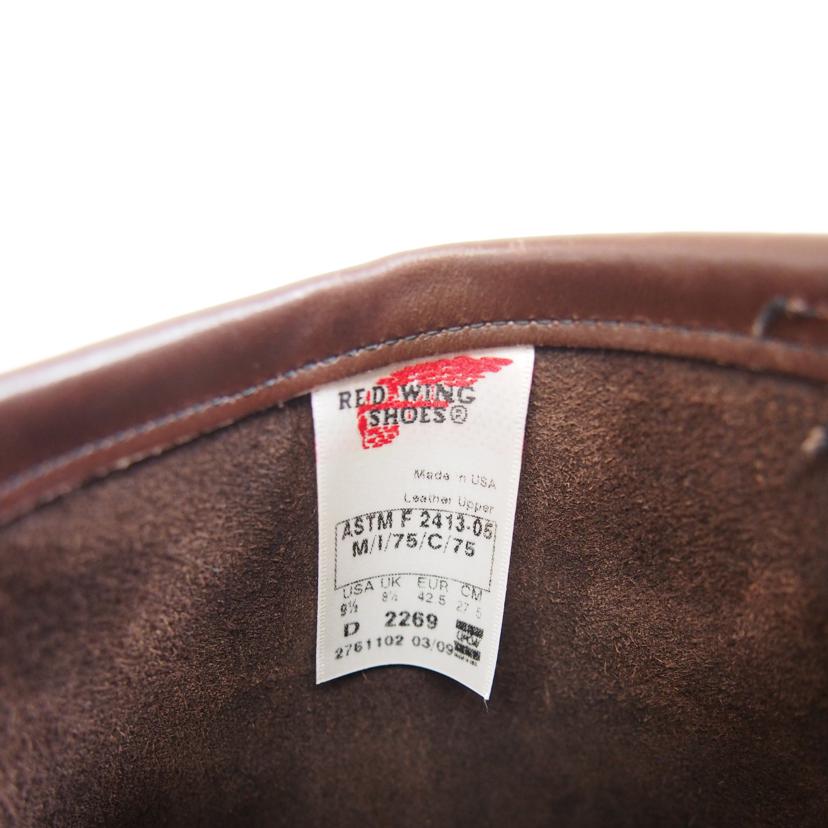 RED WING
SHOES®
Made in USA
Leather Upper
ASTM F 2413-05
M/I/75/C/75
USA UK EUR CM
9½ 8½ 42.5 27.5
D 2269
2761102 03/09
UFCW